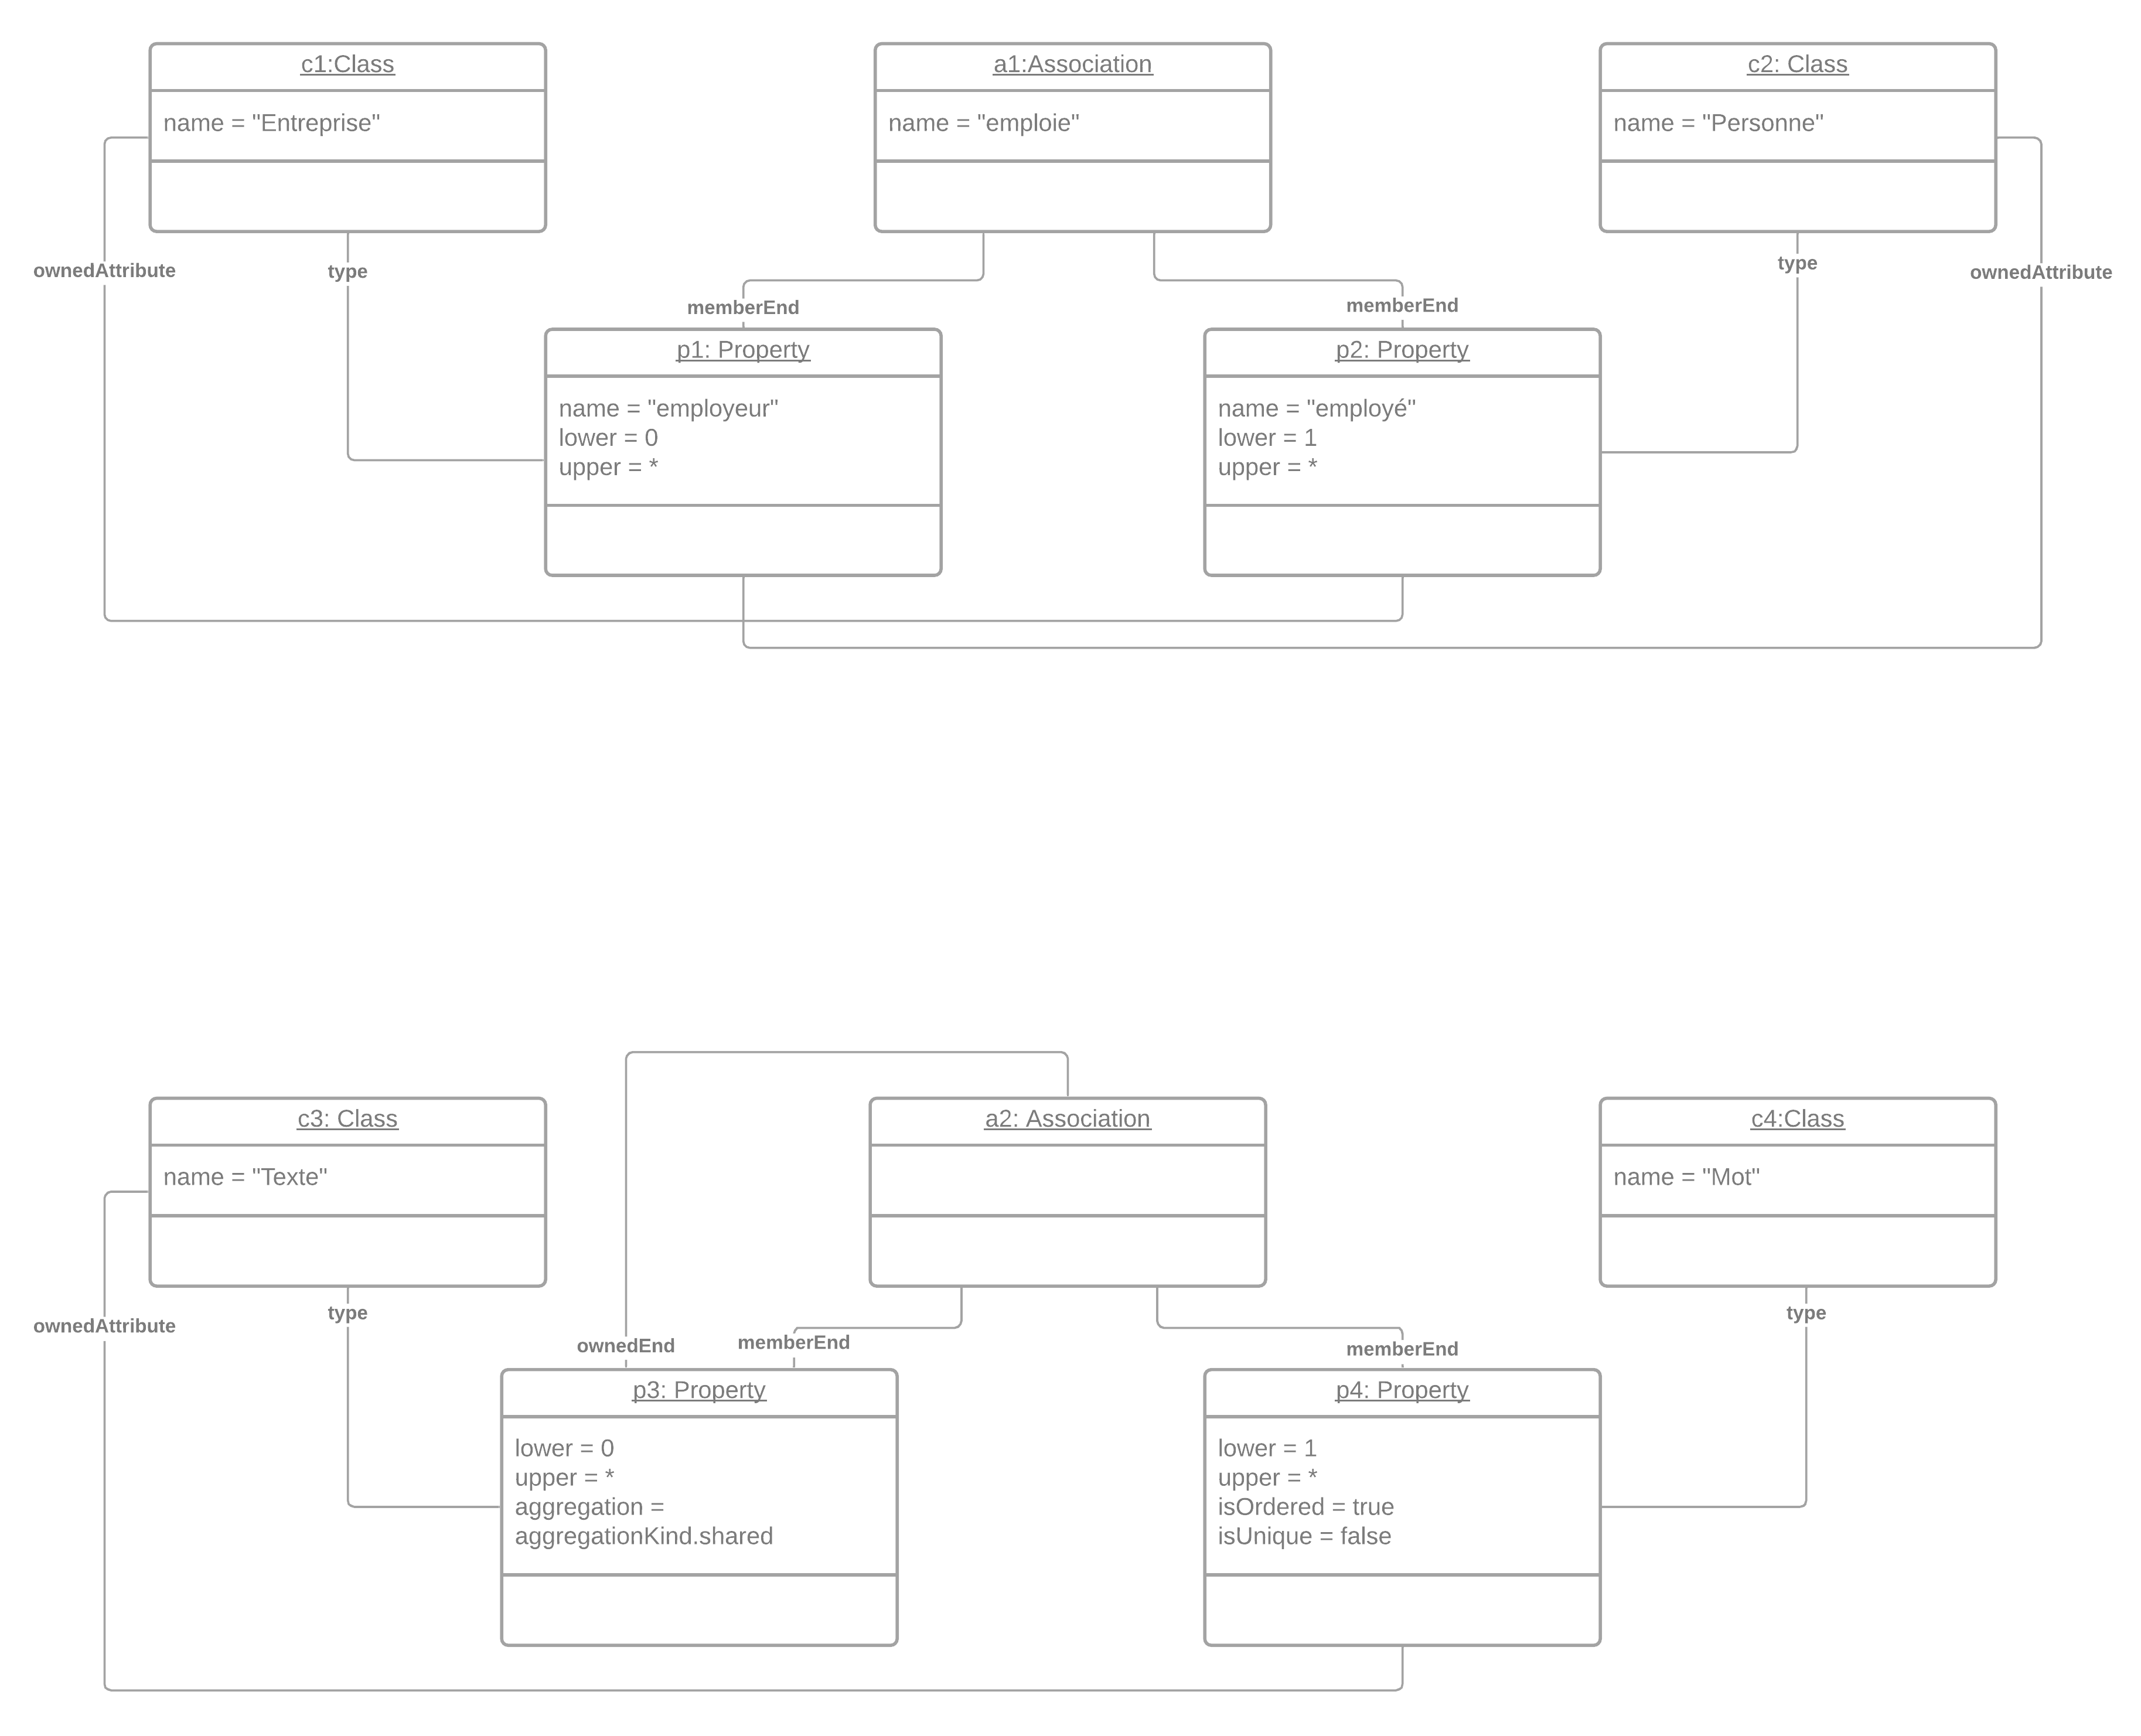 c1:Class
a1:Association
c2: Class
name = "Entreprise"
name = "emploie"
name = "Personne"
ownedAttribute
type
type
ownedAttribute
memberEnd
memberEnd
p1: Property
p2: Property
name = "employeur"
lower = 0
upper = *
name = "employé"
lower = 1
upper = *
c3: Class
a2: Association
c4:Class
name = "Texte"
name = "Mot"
ownedAttribute
type
type
ownedEnd
memberEnd
memberEnd
p3: Property
p4: Property
lower = 0
upper = *
aggregation =
aggregationKind.shared
lower = 1
upper = *
isOrdered = true
isUnique = false